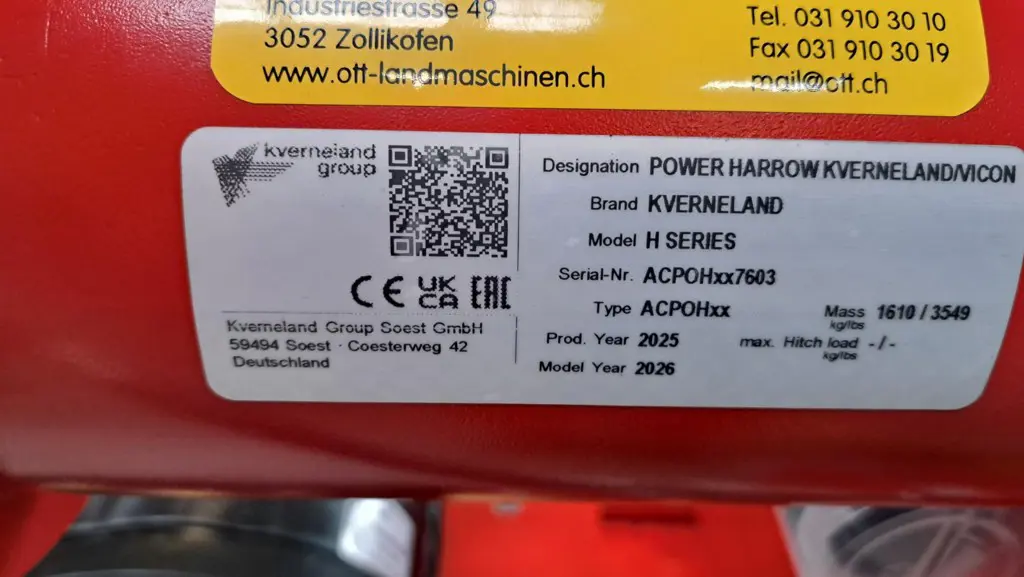 Industriestrasse 49
3052 Zollikofen
www.ott-landmaschinen.ch
Tel. 031 910 30 10
Fax 031 910 30 19
mail@ott.ch
kverneland
group
CE UK
CA EAC
Kverneland Group Soest GmbH
59494 Soest · Coesterweg 42
Deutschland
Designation POWER HARROW KVERNELAND/VICON
Brand KVERNELAND
Model H SERIES
Serial-Nr. ACPOHxx7603
Type ACPOHxx
Mass 1610 / 3549
kg/lbs
Prod. Year 2025
max. Hitch load - / -
kg/lbs
Model Year 2026